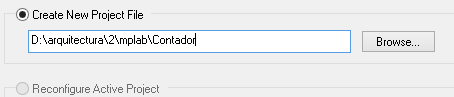 Create New Project File
D:\arquitectura\2\mplab\Contador
Browse...
Reconfigure Active Project